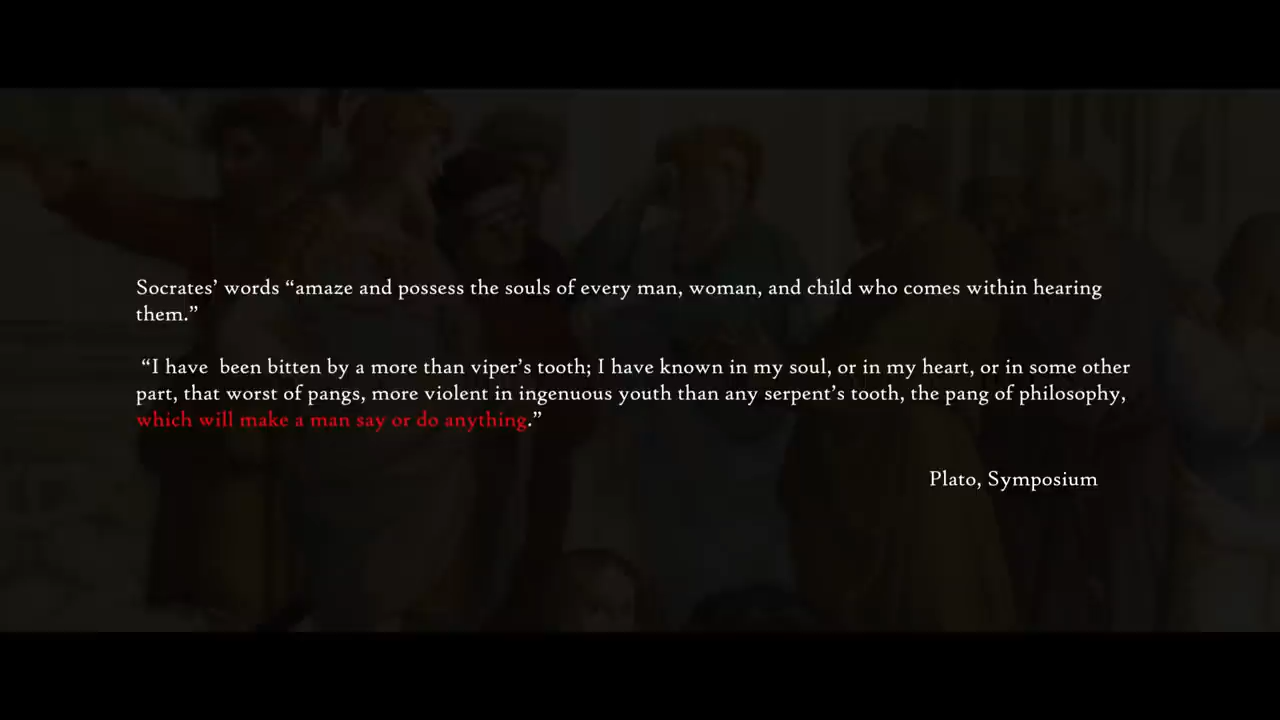 Socrates’ words “amaze and possess the souls of every man, woman, and child who comes within hearing
them.”
“I have  been bitten by a more than viper’s tooth; I have known in my soul, or in my heart, or in some other
part, that worst of pangs, more violent in ingenuous youth than any serpent’s tooth, the pang of philosophy,
which will make a man say or do anything.”
Plato, Symposium